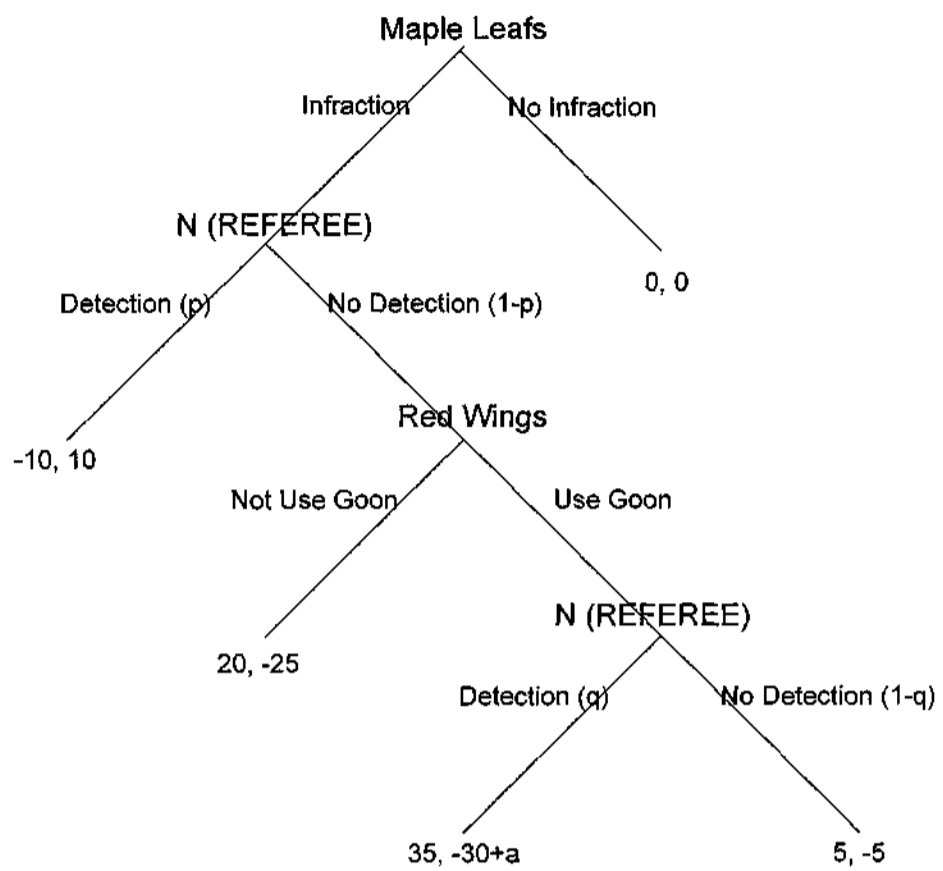 Maple Leafs
Infraction
No Infraction
N (REFEREE)
0, 0
Detection (p)
No Detection (1-p)
Red Wings
-10, 10
Not Use Goon
Use Goon
N (REFEREE)
20, -25
Detection (q)
No Detection (1-q)
35, -30+a
5, -5